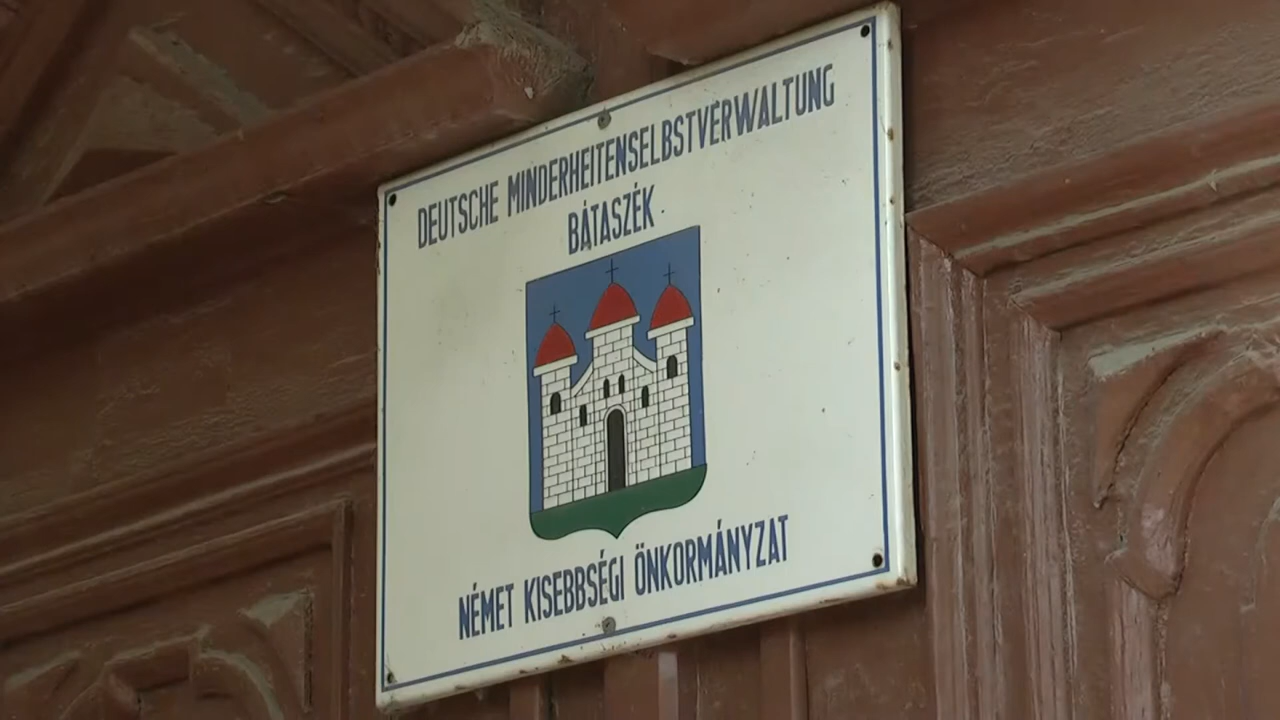 DEUTSCHE MINDERHEITENSELBSTVERWALTUNG
BÁTASZÉK
NÉMET KISEBBSÉGI ÖNKORMÁNYZAT